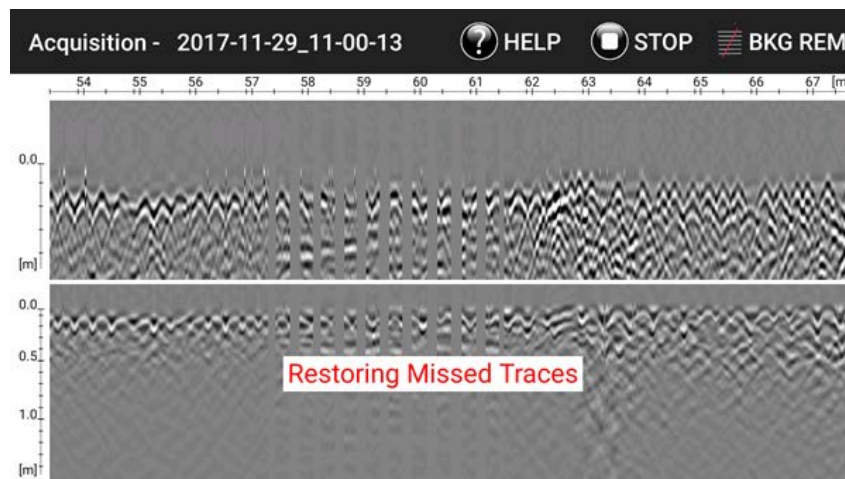 Acquisition - 2017-11-29_11-00-13 HELP STOP BKG REM
54 55 56 57 58 59 60 61 62 63 64 65 66 67 [m
0.0
[m]
0.0
0.5
Restoring Missed Traces
1.0
[m]